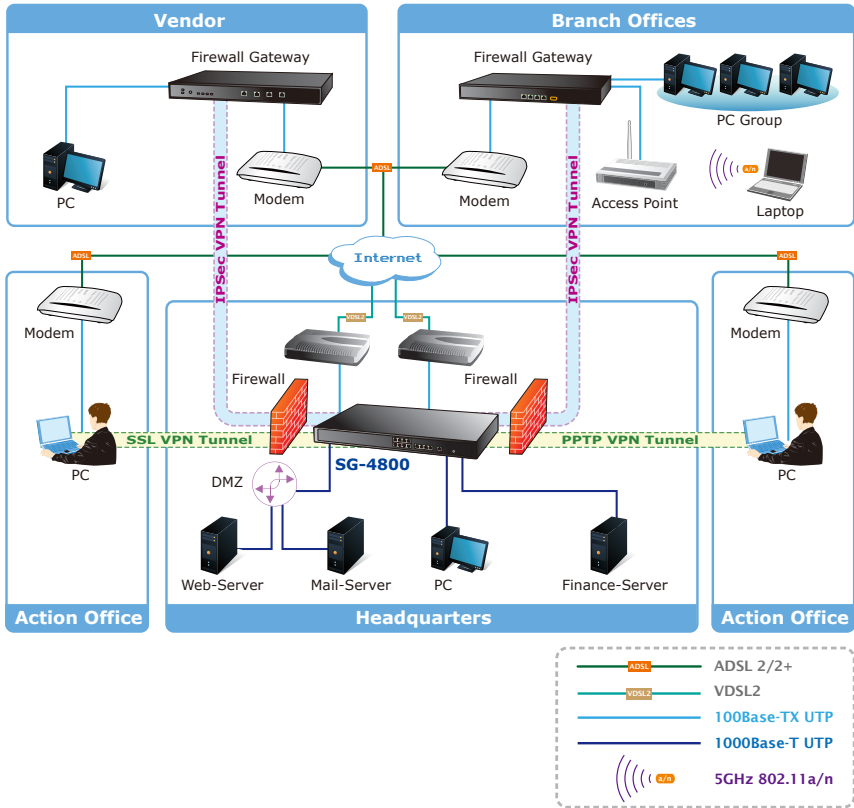 Vendor
Branch Offices
Firewall Gateway
Firewall Gateway
PC Group
ADSL
a/n
PC
Modem
Modem
Access Point
Laptop
IPSec VPN Tunnel
IPSec VPN Tunnel
ADSL
Internet
ADSL
VDSL2
VDSL2
Modem
Modem
Firewall
Firewall
SSL VPN Tunnel
PPTP VPN Tunnel
PC
PC
SG-4800
DMZ
Web-Server
Mail-Server
PC
Finance-Server
Action Office
Headquarters
Action Office
ADSL
ADSL 2/2+
VDSL2
VDSL2
100Base-TX UTP
1000Base-T UTP
a/n
5GHz 802.11a/n